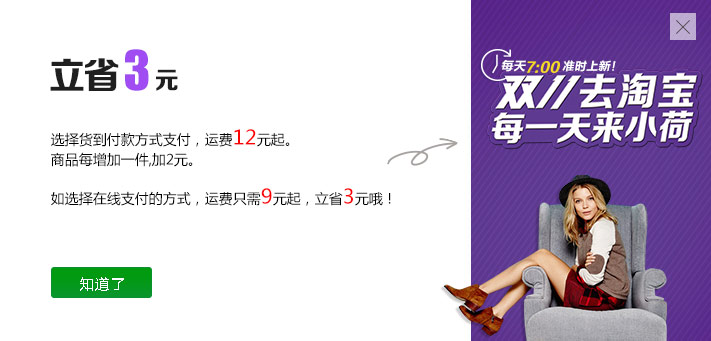 立省3元
选择货到付款方式支付，运费12元起。
商品每增加一件,加2元。
如选择在线支付的方式，运费只需9元起，立省3元哦！
知道了
每天7:00准时上新！
双11去淘宝
每一天来小荷